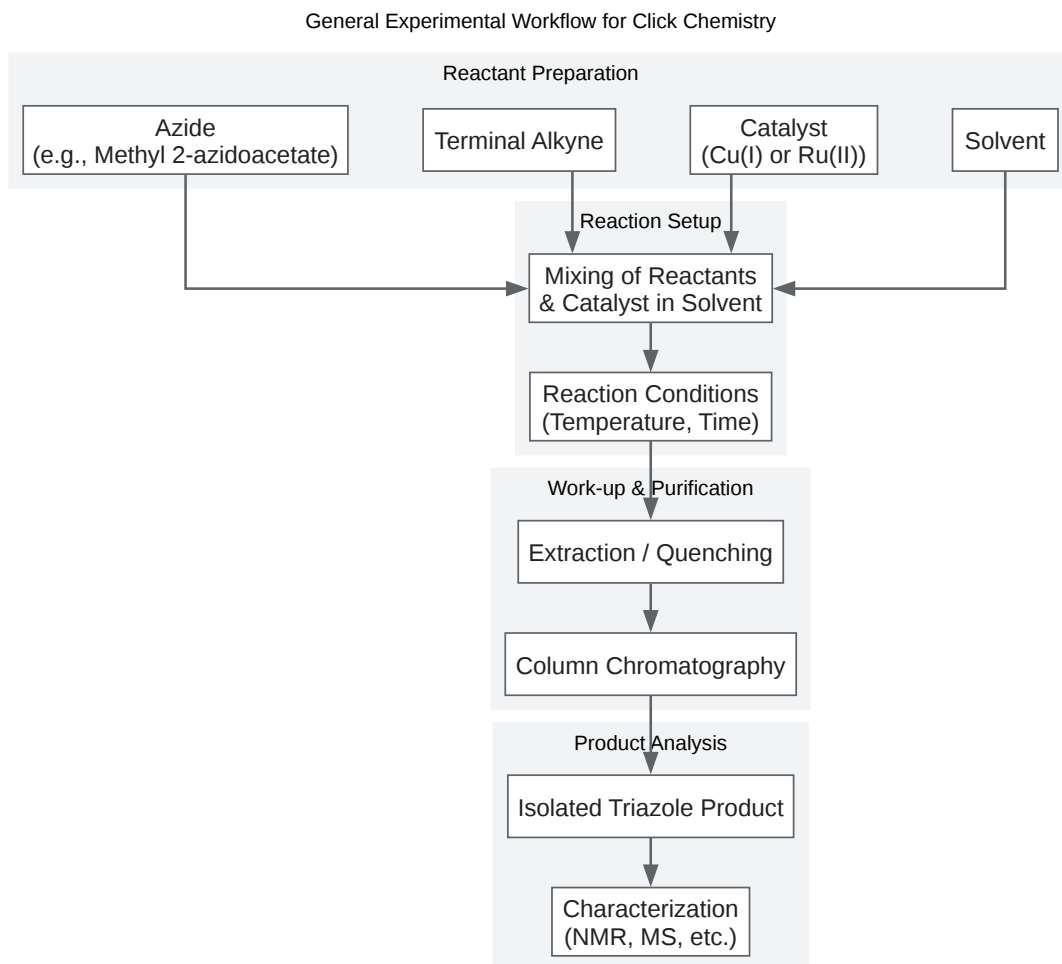 General Experimental Workflow for Click Chemistry
Reactant Preparation
Azide
(e.g., Methyl 2-azidoacetate)
Terminal Alkyne
Catalyst
(Cu(I) or Ru(II))
Solvent
Reaction Setup
Mixing of Reactants
& Catalyst in Solvent
Reaction Conditions
(Temperature, Time)
Work-up & Purification
Extraction / Quenching
Column Chromatography
Product Analysis
Isolated Triazole Product
Characterization
(NMR, MS, etc.)